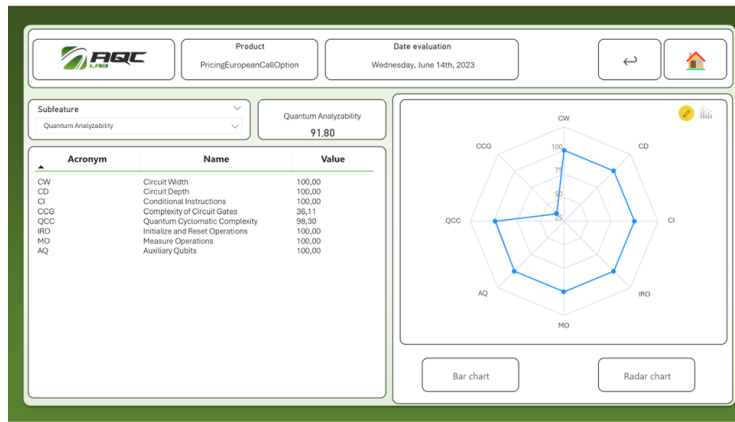 AQC
LAB
Product
PricingEuropeanCallOption
Date evaluation
Wednesday, June 14th, 2023
Subfeature
Quantum Analyzability
Quantum Analyzability
91,80
Acronym Name Value
CW Circuit Width 100,00
CD Circuit Depth 100,00
CI Conditional Instructions 100,00
CCG Complexity of Circuit Gates 36,11
QCC Quantum Cyclomatic Complexity 98,30
IRO Initialize and Reset Operations 100,00
MO Measure Operations 100,00
AQ Auxiliary Qubits 100,00
CW
CCG
CD
100
75
50
25
QCC
CI
AQ
IRO
MO
Bar chart
Radar chart